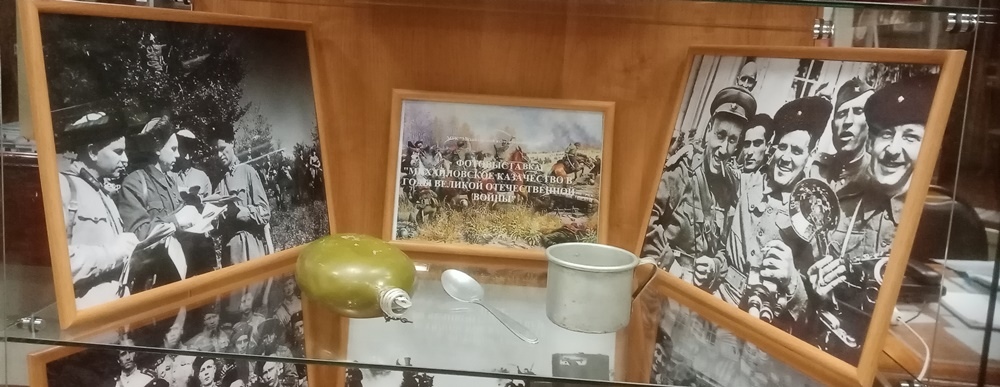 ФОТОВЫСТАВКА
"МИХАЙЛОВСКОЕ КАЗАЧЕСТВО В
ГОДЫ ВЕЛИКОЙ ОТЕЧЕСТВЕННОЙ
ВОЙНЫ"